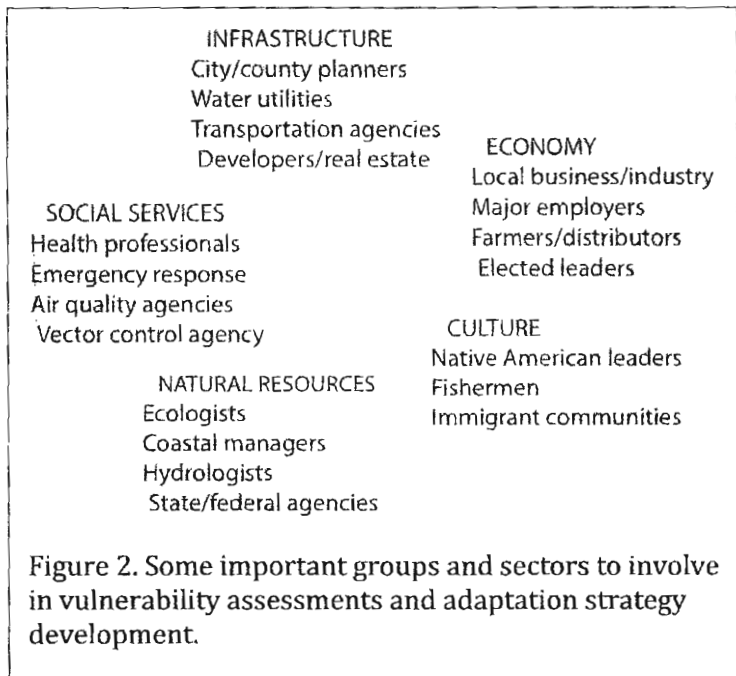 INFRASTRUCTURE
City/county planners
Water utilities
Transportation agencies
Developers/real estate
ECONOMY
Local business/industry
Major employers
Farmers/distributors
Elected leaders
SOCIAL SERVICES
Health professionals
Emergency response
Air quality agencies
Vector control agency
CULTURE
Native American leaders
Fishermen
Immigrant communities
NATURAL RESOURCES
Ecologists
Coastal managers
Hydrologists
State/federal agencies
Figure 2. Some important groups and sectors to involve
in vulnerability assessments and adaptation strategy
development.